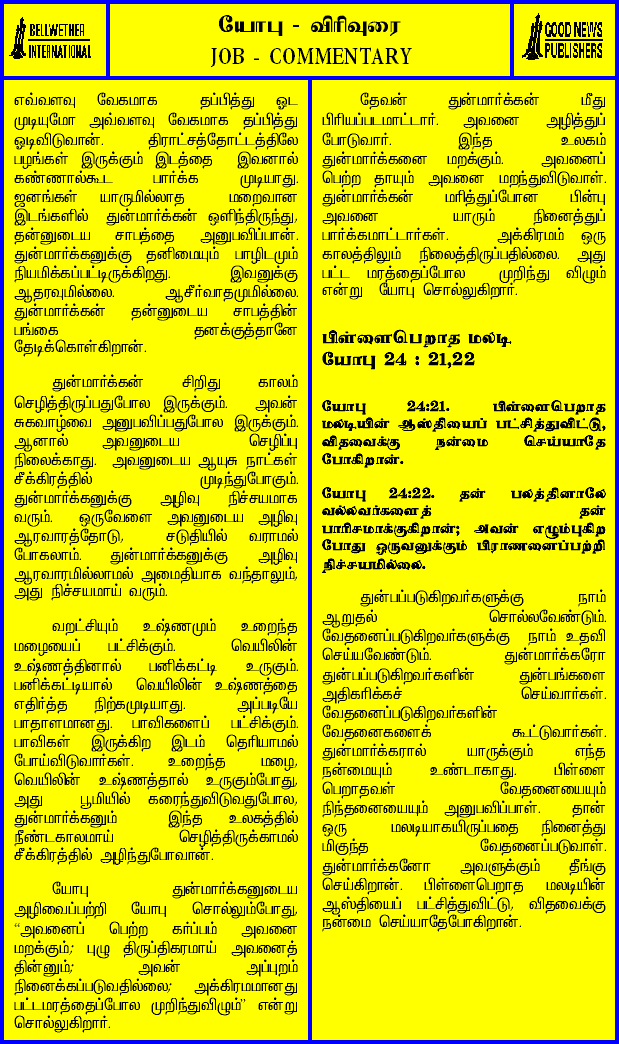 BELLWETHER
INTERNATIONAL
யோபு - விரிவுரை
JOB - COMMENTARY
GOOD NEWS
PUBLISHERS
எவ்வளவு வேகமாக தப்பித்து ஓட
முடியுமோ அவ்வளவு வேகமாக தப்பித்து
ஓடிவிடுவான். திராட்சத்தோட்டத்திலே
பழங்கள் இருக்கும் இடத்தை இவனால்
கண்ணால்கூட பார்க்க முடியாது.
ஜனங்கள் யாருமில்லாத மறைவான
இடங்களில் துன்மார்க்கன் ஒளிந்திருந்து,
தன்னுடைய சாபத்தை அனுபவிப்பான்.
துன்மார்க்கனுக்கு தனிமையும் பாழிடமும்
நியமிக்கப்பட்டிருக்கிறது. இவனுக்கு
ஆதரவுமில்லை. ஆசீர்வாதமுமில்லை.
துன்மார்க்கன் தன்னுடைய சாபத்தின்
பங்கை தனக்குத்தானே
தேடிக்கொள்கிறான்.
துன்மார்க்கன் சிறிது காலம்
செழித்திருப்பதுபோல இருக்கும். அவன்
சுகவாழ்வை அனுபவிப்பதுபோல இருக்கும்.
ஆனால் அவனுடைய செழிப்பு
நிலைக்காது. அவனுடைய ஆயுசு நாட்கள்
சீக்கிரத்தில் முடிந்துபோகும்.
துன்மார்க்கனுக்கு அழிவு நிச்சயமாக
வரும். ஒருவேளை அவனுடைய அழிவு
ஆரவாரத்தோடு, சடுதியில் வராமல்
போகலாம். துன்மார்க்கனுக்கு அழிவு
ஆரவாரமில்லாமல் அமைதியாக வந்தாலும்,
அது நிச்சயமாய் வரும்.
வறட்சியும் உஷ்ணமும் உறைந்த
மழையைப் பட்சிக்கும். வெயிலின்
உஷ்ணத்தினால் பனிக்கட்டி உருகும்.
பனிக்கட்டியால் வெயிலின் உஷ்ணத்தை
எதிர்த்த நிற்கமுடியாது. அப்படியே
பாதாளமானது. பாவிகளைப் பட்சிக்கும்.
பாவிகள் இருக்கிற இடம் தெரியாமல்
போய்விடுவார்கள். உறைந்த மழை,
வெயிலின் உஷ்ணத்தால் உருகும்போது,
அது பூமியில் கரைந்துவிடுவதுபோல,
துன்மார்க்கனும் இந்த உலகத்தில்
நீண்டகாலமாய் செழித்திருக்காமல்
சீக்கிரத்தில் அழிந்துபோவான்.
யோபு துன்மார்க்கனுடைய
அழிவைப்பற்றி யோபு சொல்லும்போது,
“அவனைப் பெற்ற கர்ப்பம் அவனை
மறக்கும்; புழு திருப்திகரமாய் அவனைத்
தின்னும்; அவன் அப்புறம்
நினைக்கப்படுவதில்லை; அக்கிரமமானது
பட்டமரத்தைப்போல முறிந்துவிழும்” என்று
சொல்லுகிறார்.
தேவன் துன்மார்க்கன் மீது
பிரியப்படமாட்டார். அவனை அழித்துப்
போடுவார். இந்த உலகம்
துன்மார்க்கனை மறக்கும். அவனைப்
பெற்ற தாயும் அவனை மறந்துவிடுவாள்.
துன்மார்க்கன் மரித்துப்போன பின்பு
அவனை யாரும் நினைத்துப்
பார்க்கமாட்டார்கள். அக்கிரமம் ஒரு
காலத்திலும் நிலைத்திருப்பதில்லை. அது
பட்ட மரத்தைப்போல முறிந்து விழும்
என்று யோபு சொல்லுகிறார்.
பிள்ளைபெறாத மலடி
யோபு 24 : 21,22
யோபு 24:21. பிள்ளைபெறாத
மலடியின் ஆஸ்தியைப் பட்சித்துவிட்டு,
விதவைக்கு நன்மை செய்யாதே
போகிறான்.
யோபு 24:22. தன் பலத்தினாலே
வல்லவர்களைத் தன்
பாரிசமாக்குகிறான்; அவன் எழும்புகிற
போது ஒருவனுக்கும் பிராணனைப்பற்றி
நிச்சயமில்லை.
துன்பப்படுகிறவர்களுக்கு நாம்
ஆறுதல் சொல்லவேண்டும்.
வேதனைப்படுகிறவர்களுக்கு நாம் உதவி
செய்யவேண்டும். துன்மார்க்கரோ
துன்பப்படுகிறவர்களின் துன்பங்களை
அதிகரிக்கச் செய்வார்கள்.
வேதனைப்படுகிறவர்களின்
வேதனைகளைக் கூட்டுவார்கள்.
துன்மார்க்கரால் யாருக்கும் எந்த
நன்மையும் உண்டாகாது. பிள்ளை
பெறாதவள் வேதனையையும்
நிந்தனையையும் அனுபவிப்பாள். தான்
ஒரு மலடியாகயிருப்பதை நினைத்து
மிகுந்த வேதனைப்படுவாள்.
துன்மார்க்கனோ அவளுக்கும் தீங்கு
செய்கிறான். பிள்ளைபெறாத மலடியின்
ஆஸ்தியைப் பட்சித்துவிட்டு, விதவைக்கு
நன்மை செய்யாதேபோகிறான்.